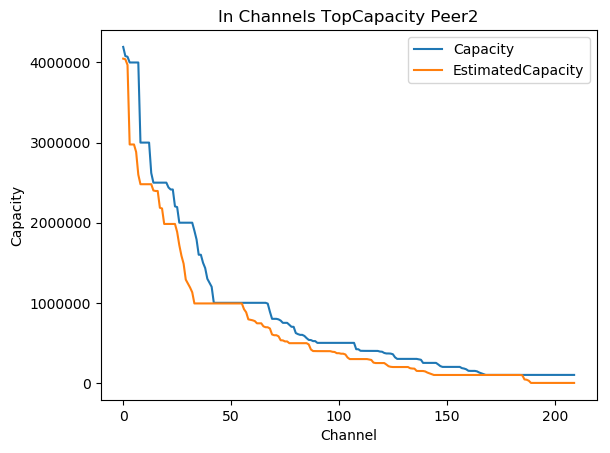 In Channels TopCapacity Peer2
Capacity
EstimatedCapacity
4000000
3000000
2000000
1000000
0
Capacity
0 50 100 150 200
Channel